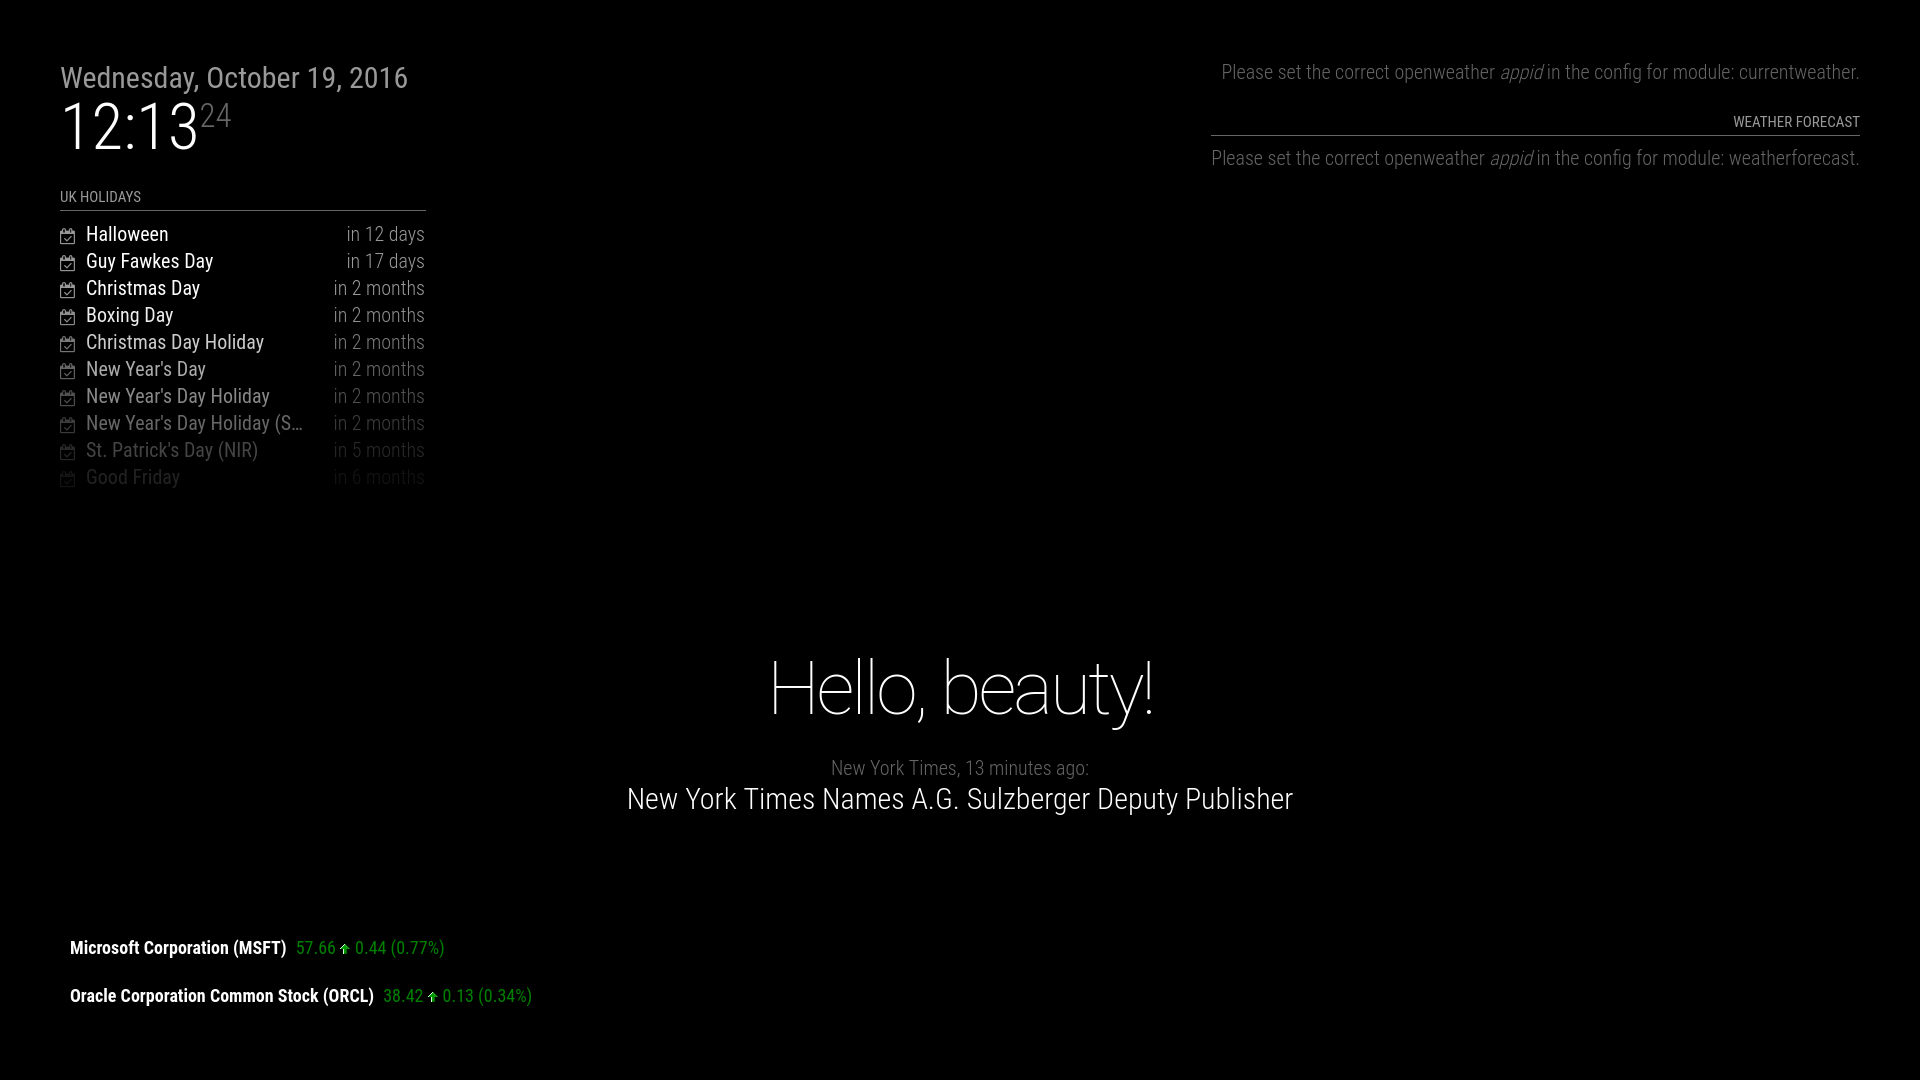 Wednesday, October 19, 2016
12:13 24
UK HOLIDAYS
Halloween in 12 days
Guy Fawkes Day in 17 days
Christmas Day in 2 months
Boxing Day in 2 months
Christmas Day Holiday in 2 months
New Year's Day in 2 months
New Year's Day Holiday in 2 months
New Year's Day Holiday (S... in 2 months
St. Patrick's Day (NIR) in 5 months
Good Friday in 6 months
Please set the correct openweather appid in the config for module: currentweather.
WEATHER FORECAST
Please set the correct openweather appid in the config for module: weatherforecast.
Hello, beauty!
New York Times, 13 minutes ago:
New York Times Names A.G. Sulzberger Deputy Publisher
Microsoft Corporation (MSFT) 57.66 0.44 (0.77%)
Oracle Corporation Common Stock (ORCL) 38.42 0.13 (0.34%)